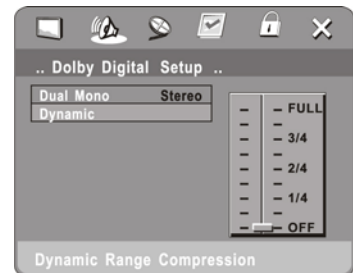 .. Dolby Digital Setup ..
Dual Mono Stereo
Dynamic
FULL
3/4
2/4
1/4
OFF
Dynamic Range Compression